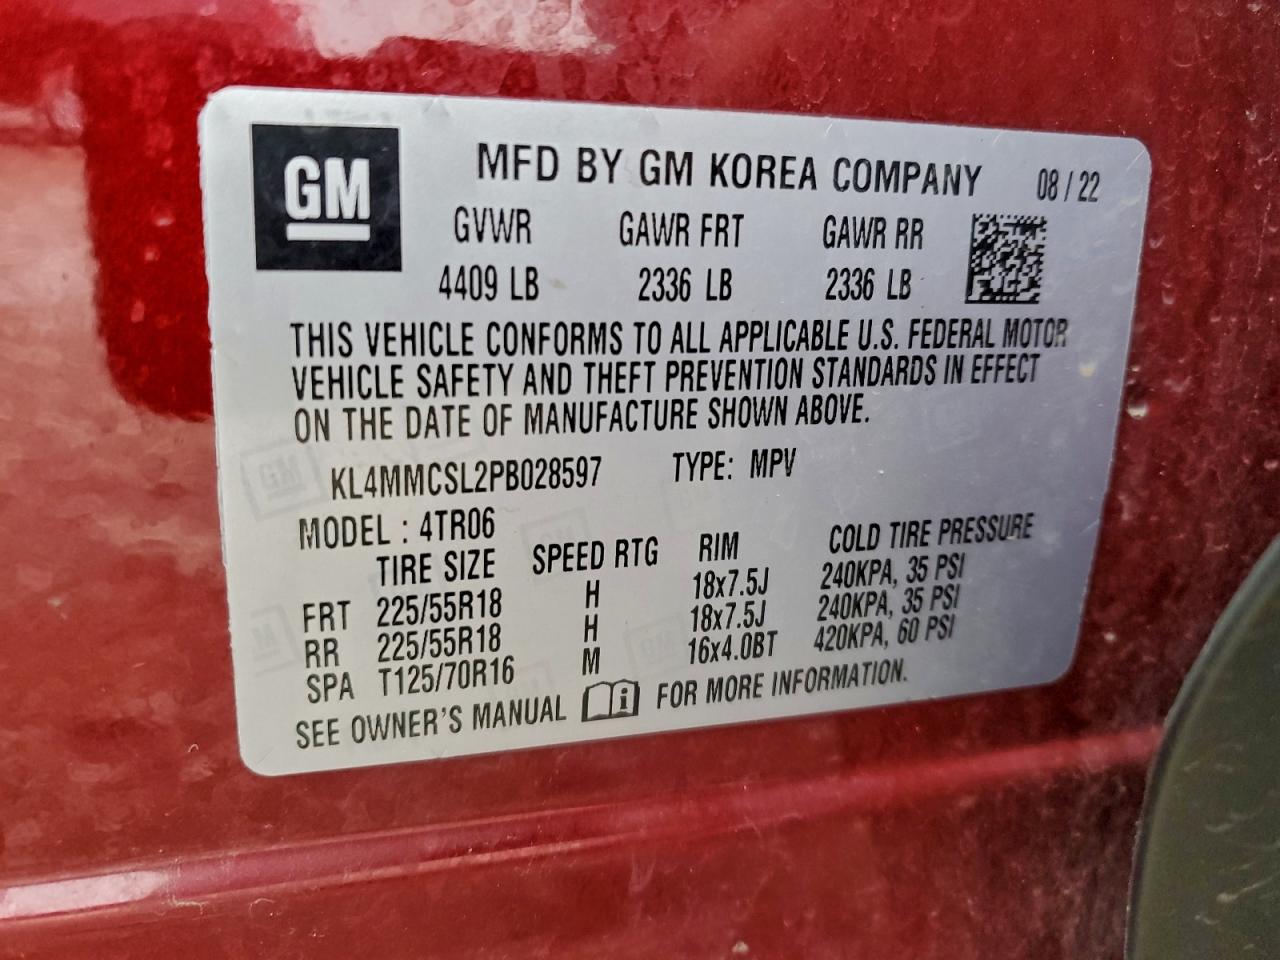 GM
MFD BY GM KOREA COMPANY 08 / 22
GVWR GAWR FRT GAWR RR
4409 LB 2336 LB 2336 LB
THIS VEHICLE CONFORMS TO ALL APPLICABLE U.S. FEDERAL MOTOR
VEHICLE SAFETY AND THEFT PREVENTION STANDARDS IN EFFECT
ON THE DATE OF MANUFACTURE SHOWN ABOVE.
KL4MMCSL2PB028597 TYPE: MPV
MODEL : 4TR06
TIRE SIZE SPEED RTG RIM COLD TIRE PRESSURE
FRT 225/55R18 H 18x7.5J 240KPA, 35 PSI
RR 225/55R18 H 18x7.5J 240KPA, 35 PSI
SPA T125/70R16 M 16x4.0BT 420KPA, 60 PSI
SEE OWNER'S MANUAL i FOR MORE INFORMATION.